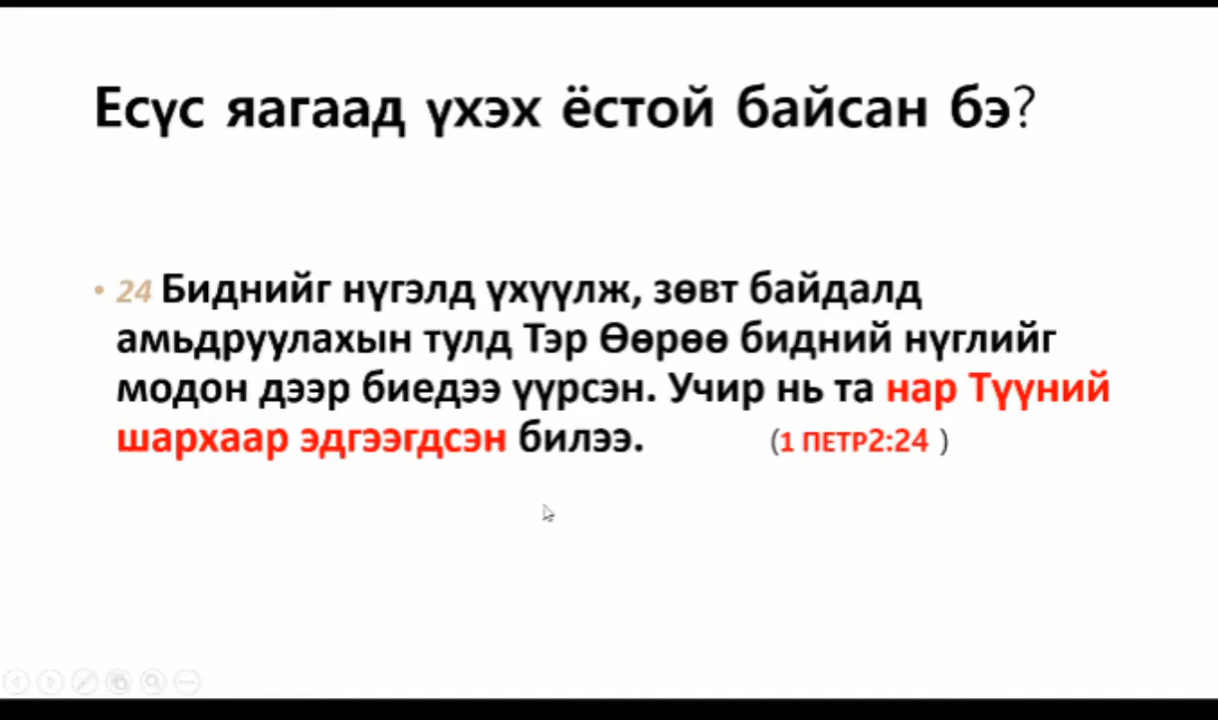 Есүс яагаад үхэх ёстой байсан бэ?
• 24 Биднийг нүгэлд үхүүлж, зөвт байдалд
амьдруулахын тулд Тэр Өөрөө бидний нүглийг
модон дээр биедээ үүрсэн. Учир нь та нар Түүний
шархаар эдгээгдсэн билээ. (1 ПЕТР2:24 )